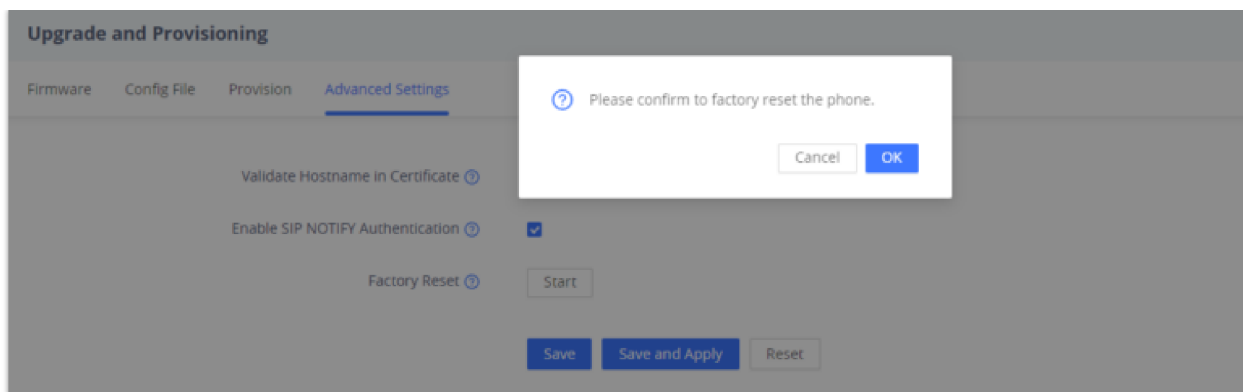 Upgrade and Provisioning
Firmware Config File Provision Advanced Settings
Please confirm to factory reset the phone.
Cancel OK
Validate Hostname in Certificate
Enable SIP NOTIFY Authentication
Factory Reset Start
Save Save and Apply Reset